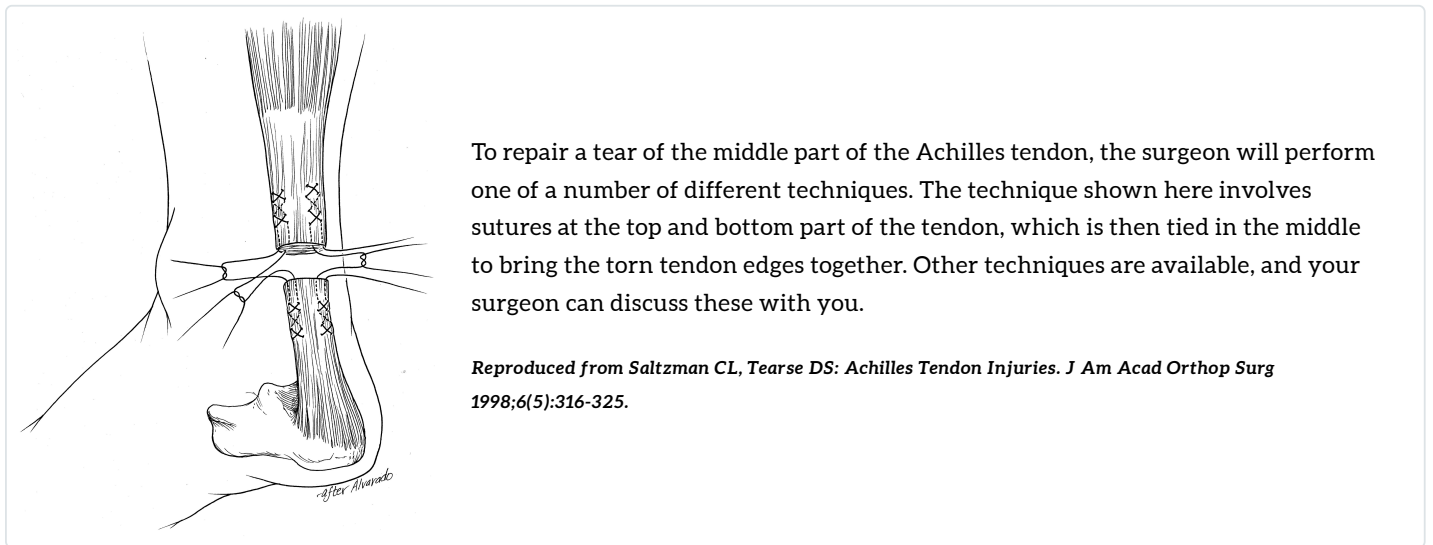 To repair a tear of the middle part of the Achilles tendon, the surgeon will perform
one of a number of different techniques. The technique shown here involves
sutures at the top and bottom part of the tendon, which is then tied in the middle
to bring the torn tendon edges together. Other techniques are available, and your
surgeon can discuss these with you.
Reproduced from Saltzman CL, Tearse DS: Achilles Tendon Injuries. J Am Acad Orthop Surg
1998;6(5):316-325.
after Alvarado